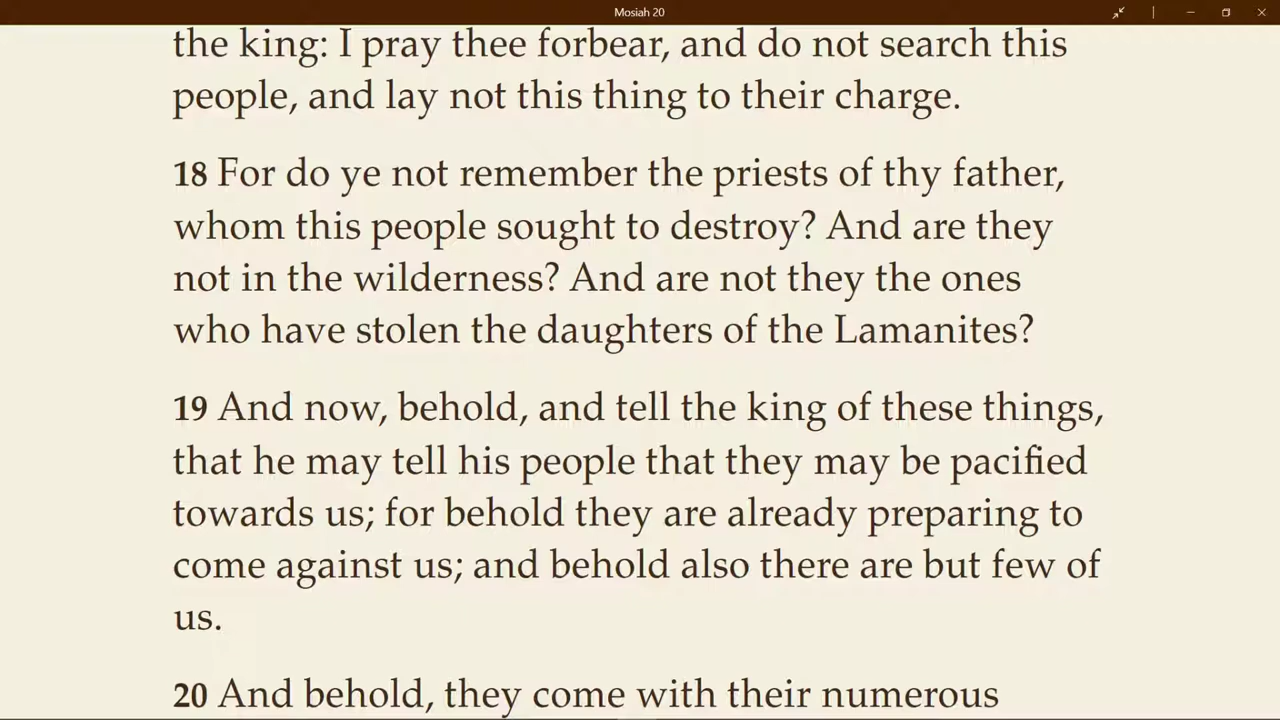 Mosiah 20
the king: I pray thee forbear, and do not search this
people, and lay not this thing to their charge.
18 For do ye not remember the priests of thy father,
whom this people sought to destroy? And are they
not in the wilderness? And are not they the ones
who have stolen the daughters of the Lamanites?
19 And now, behold, and tell the king of these things,
that he may tell his people that they may be pacified
towards us; for behold they are already preparing to
come against us; and behold also there are but few of
us.
20 And behold, they come with their numerous